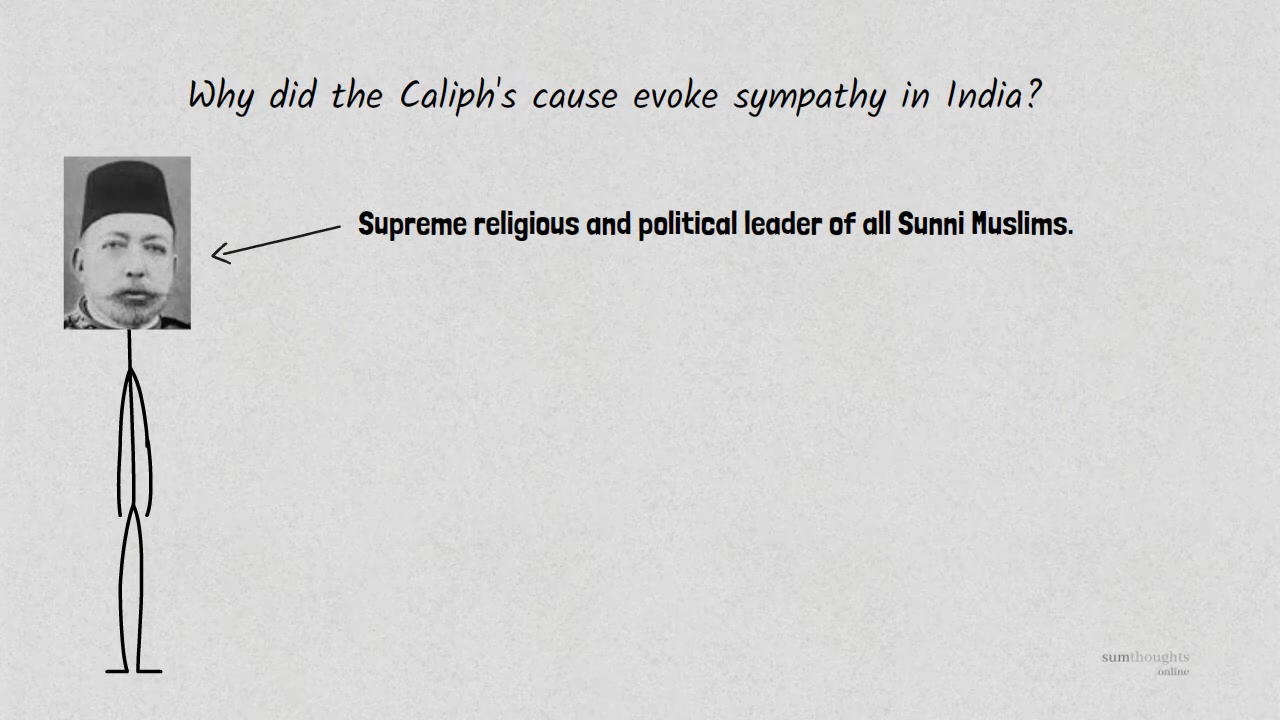 Why did the Caliph's cause evoke sympathy in India?
Supreme religious and political leader of all Sunni Muslims.
sumthoughts
online